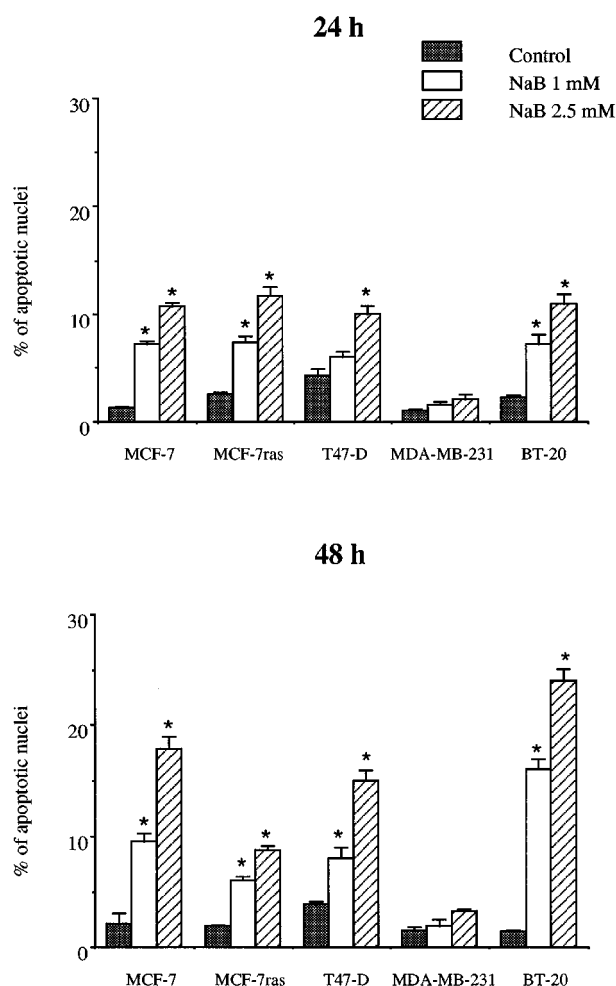 24 h
Control
NaB 1 mM
NaB 2.5 mM
% of apoptotic nuclei
30
20
10
0
* * * * * * *
MCF-7 MCF-7ras T47-D MDA-MB-231 BT-20
48 h
% of apoptotic nuclei
30
20
10
0
* * * * * * * *
MCF-7 MCF-7ras T47-D MDA-MB-231 BT-20